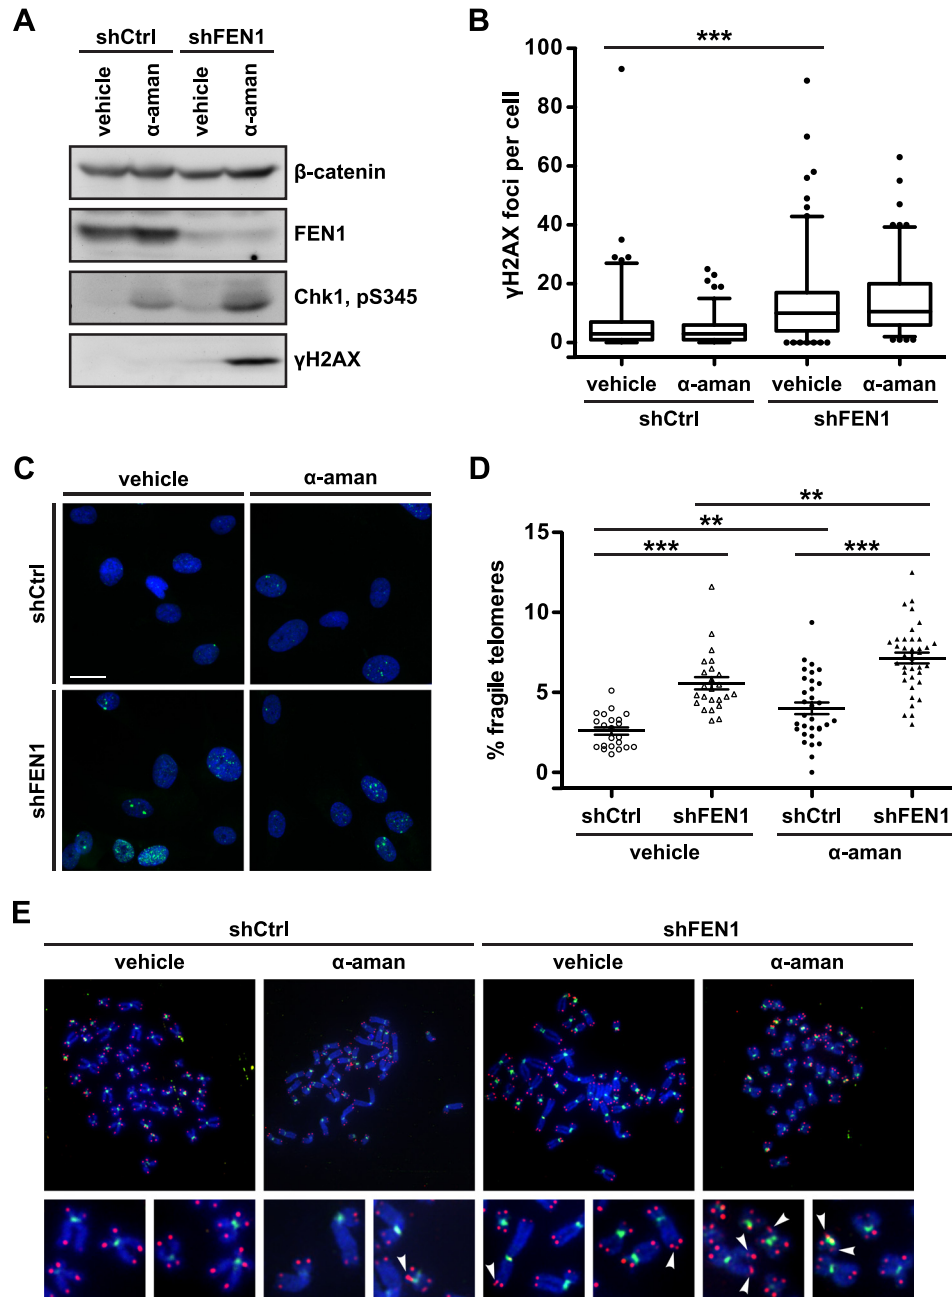 A
shCtrl shFEN1
vehicle α-aman vehicle α-aman
β-catenin
FEN1
Chk1, pS345
γH2AX
B
***
γH2AX foci per cell
100
80
60
40
20
0
vehicle α-aman vehicle α-aman
shCtrl shFEN1
C
vehicle α-aman
shCtrl
shFEN1
D
**
**
*** ***
% fragile telomeres
15
10
5
0
shCtrl shFEN1 shCtrl shFEN1
vehicle α-aman
E
shCtrl shFEN1
vehicle α-aman vehicle α-aman